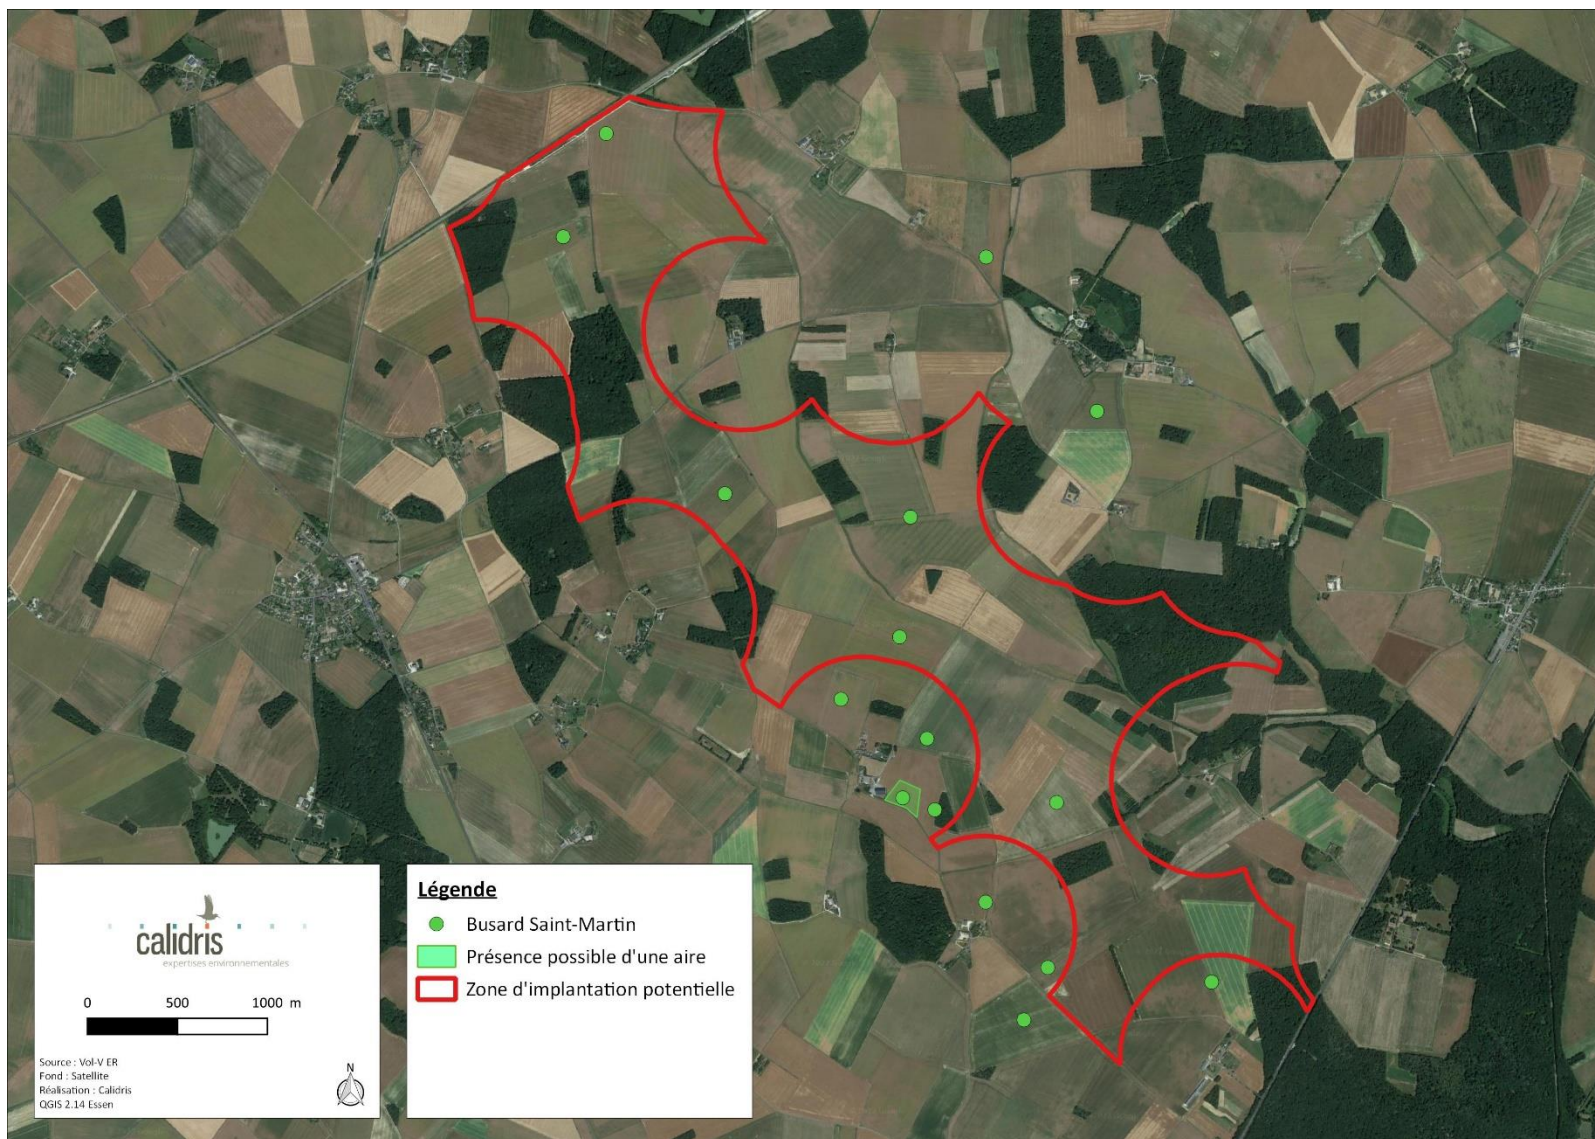 calidris
expertises environnementales
0 500 1000 m
Source : Vol-V ER
Fond : Satellite
Réalisation : Calidris
QGIS 2.14 Essen
N
Légende
Busard Saint-Martin
Présence possible d'une aire
Zone d'implantation potentielle